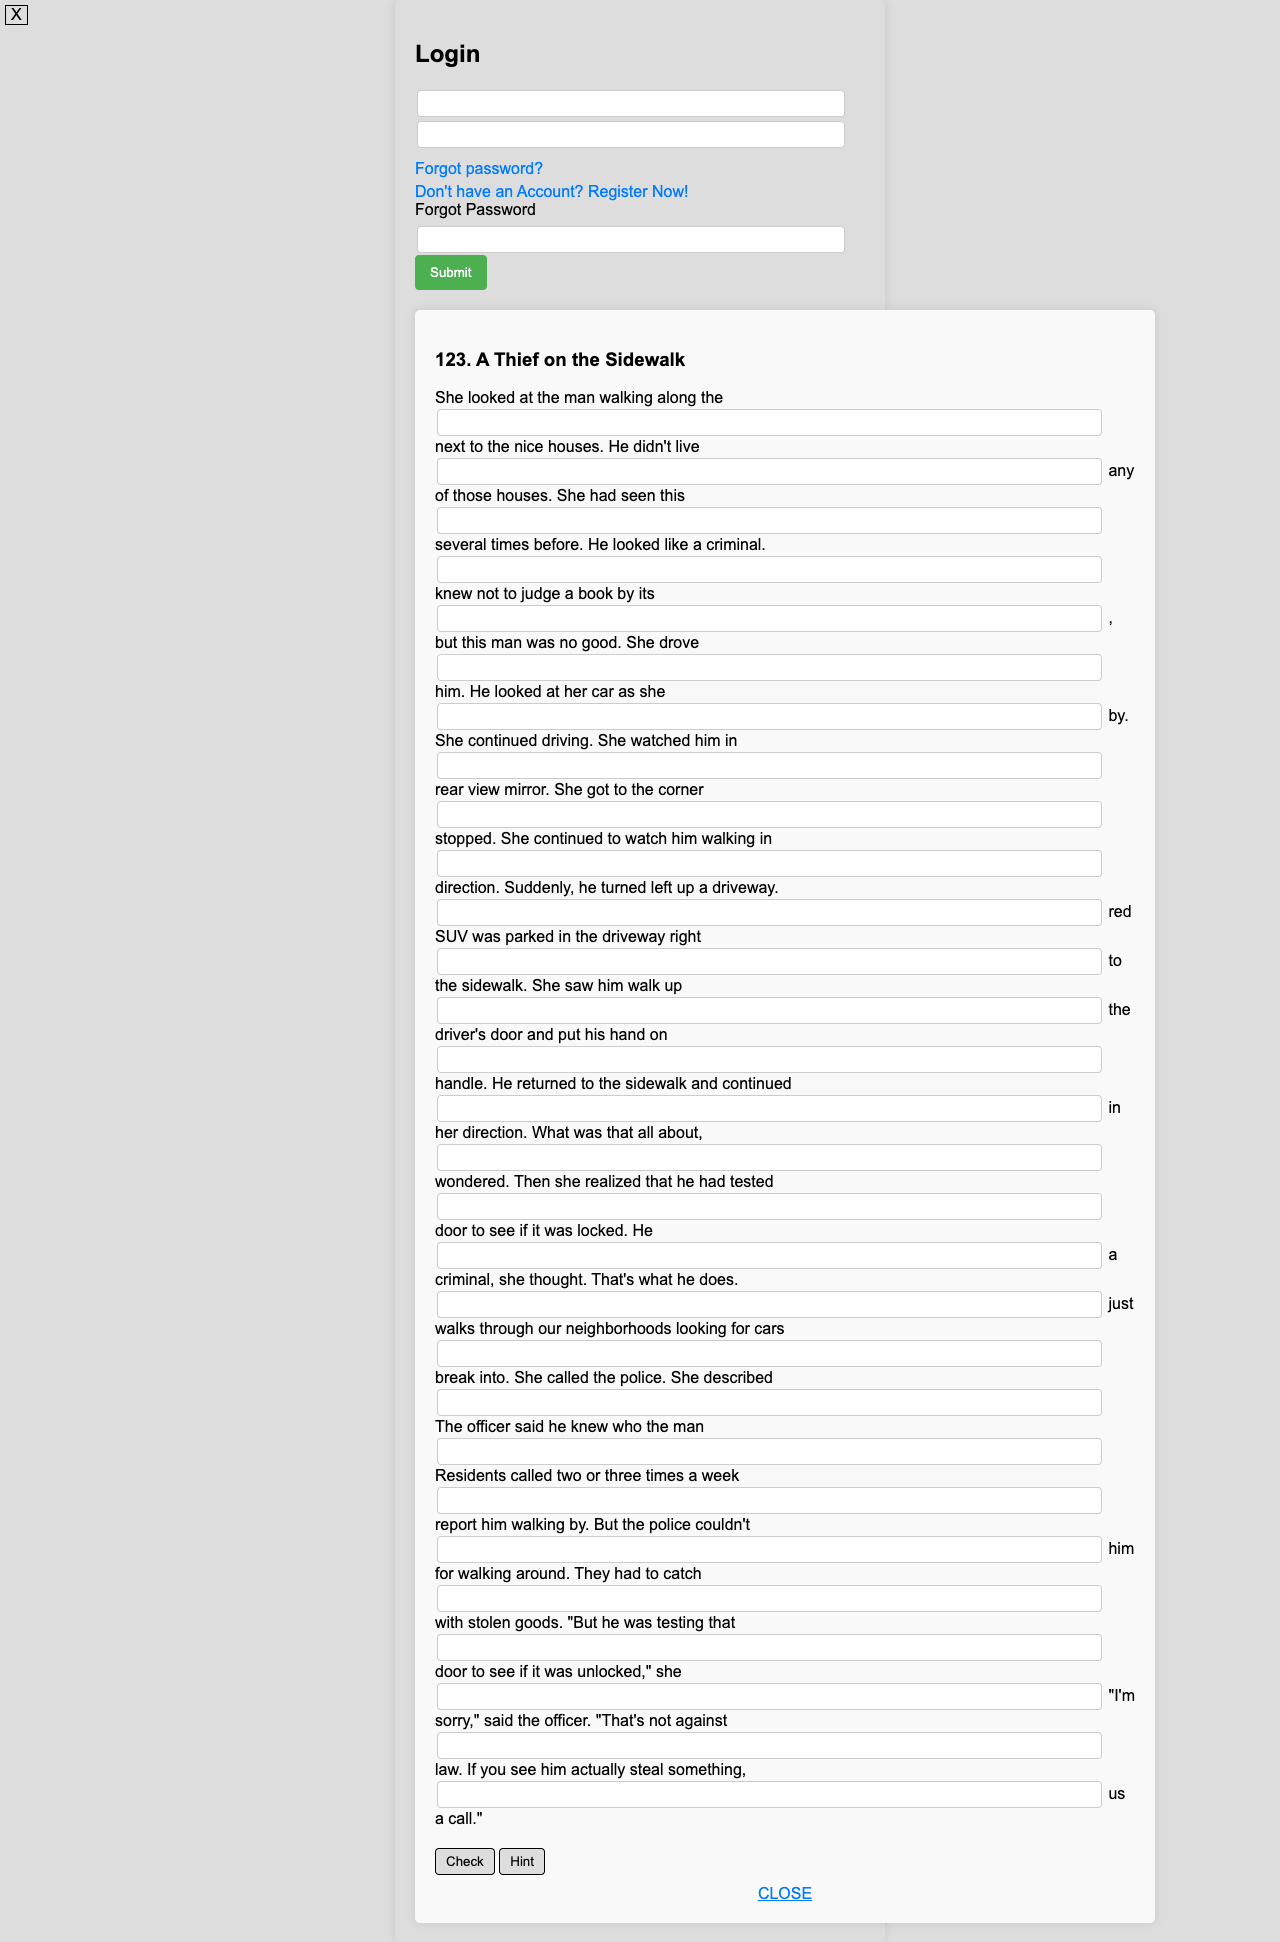 X
Login
Forgot password?
Don't have an Account? Register Now!
Forgot Password
Submit
123. A Thief on the Sidewalk
She looked at the man walking along the
next to the nice houses. He didn't live
any
of those houses. She had seen this
several times before. He looked like a criminal.
knew not to judge a book by its
,
but this man was no good. She drove
him. He looked at her car as she
by.
She continued driving. She watched him in
rear view mirror. She got to the corner
stopped. She continued to watch him walking in
direction. Suddenly, he turned left up a driveway.
red
SUV was parked in the driveway right
to
the sidewalk. She saw him walk up
the
driver's door and put his hand on
handle. He returned to the sidewalk and continued
in
her direction. What was that all about,
wondered. Then she realized that he had tested
door to see if it was locked. He
a
criminal, she thought. That's what he does.
just
walks through our neighborhoods looking for cars
break into. She called the police. She described
The officer said he knew who the man
Residents called two or three times a week
report him walking by. But the police couldn't
him
for walking around. They had to catch
with stolen goods. "But he was testing that
door to see if it was unlocked," she
"I'm
sorry," said the officer. "That's not against
law. If you see him actually steal something,
us
a call."
Check Hint
CLOSE